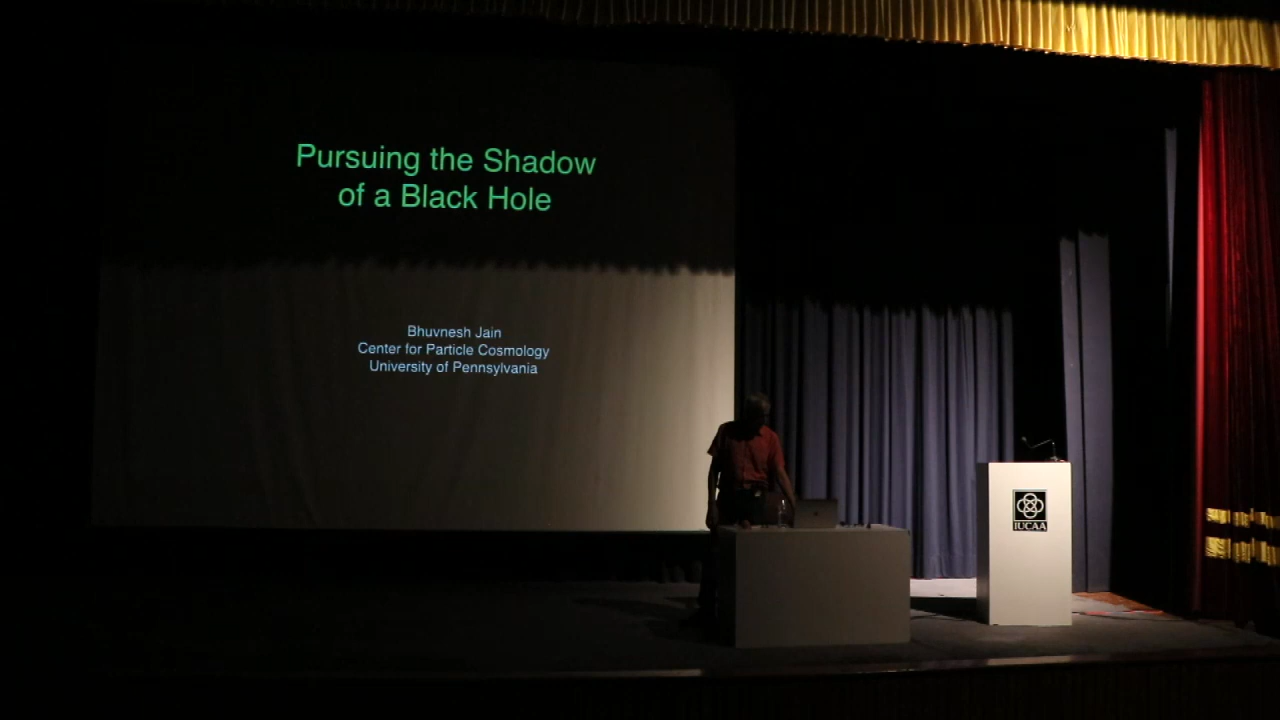 Pursuing the Shadow
of a Black Hole
Bhuvnesh Jain
Center for Particle Cosmology
University of Pennsylvania
IUCAA